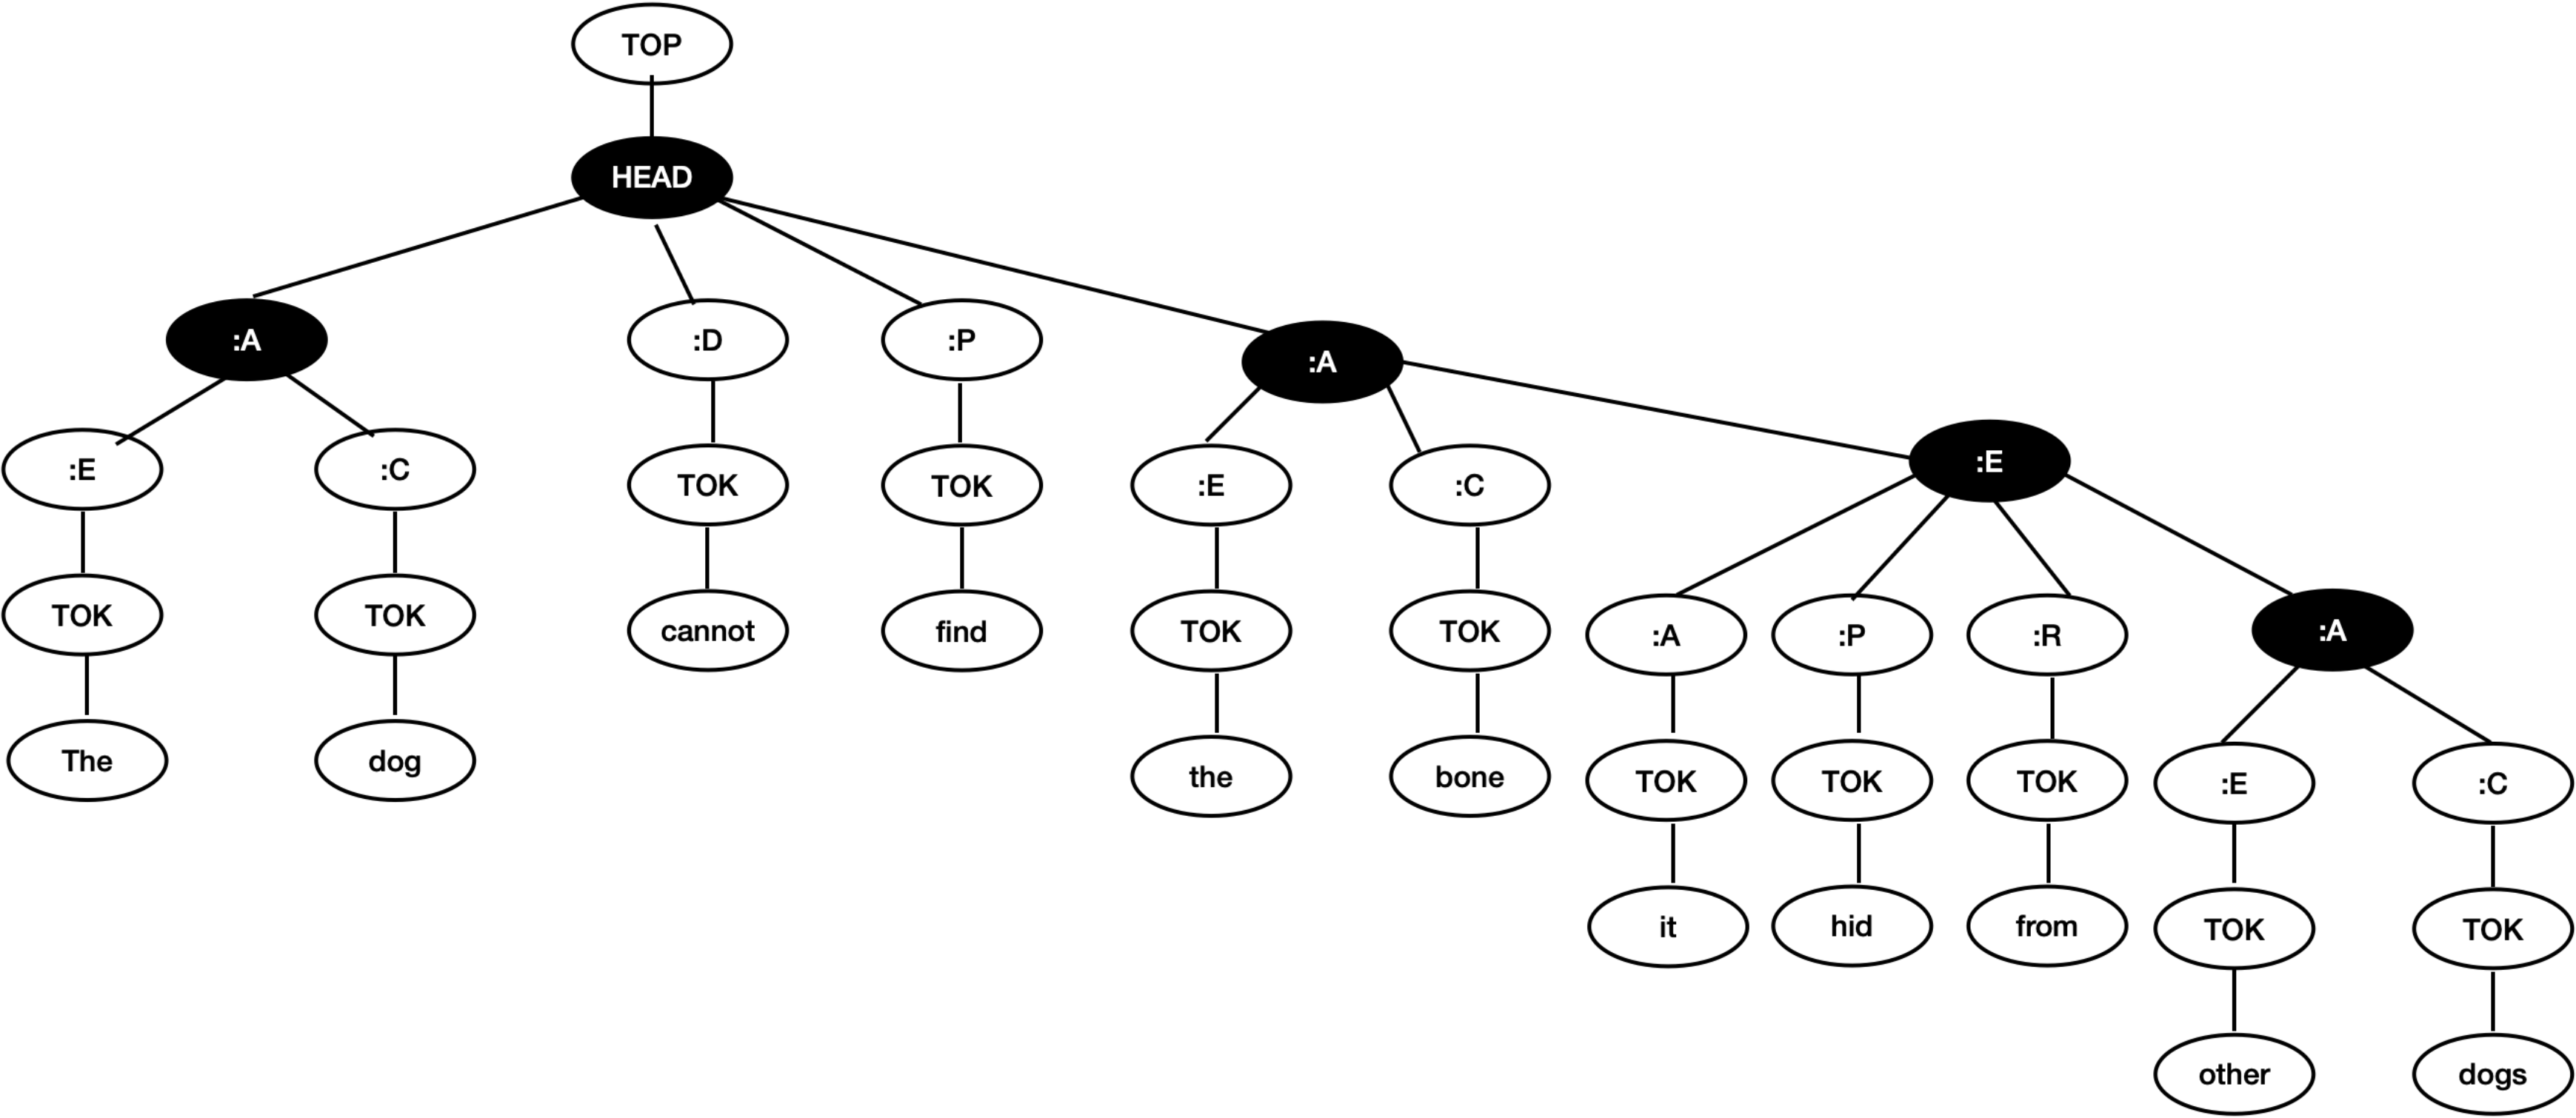 TOP
HEAD
:A :D :P :A
:E :C :E :C :E
TOK TOK
TOK TOK TOK TOK :A :P :R :A
cannot find
The dog the bone TOK TOK TOK :E :C
it hid from TOK TOK
other dogs